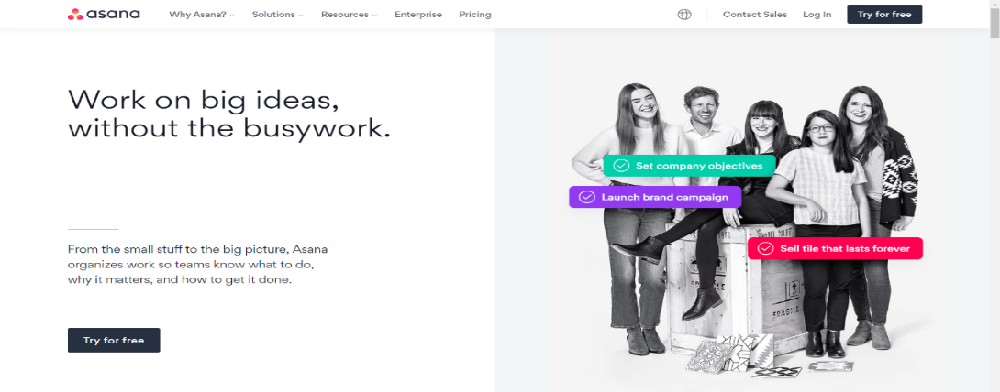 asana
Why Asana?
Solutions
Resources
Enterprise
Pricing
Contact Sales
Log In
Try for free
Work on big ideas,
without the busywork.
From the small stuff to the big picture, Asana
organizes work so teams know what to do,
why it matters, and how to get it done.
Try for free
Set company objectives
Launch brand campaign
Sell tile that lasts forever
FRAGILE